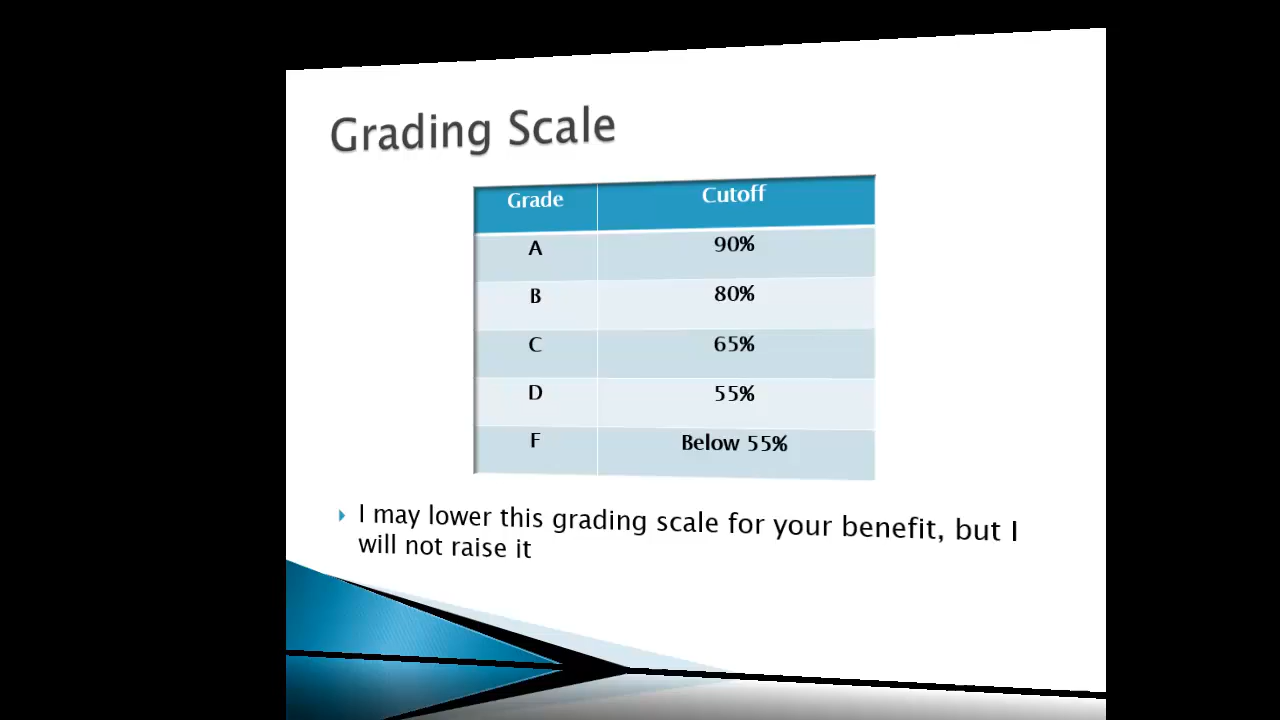 Grading Scale
Grade Cutoff
A 90%
B 80%
C 65%
D 55%
F Below 55%
I may lower this grading scale for your benefit, but I
will not raise it